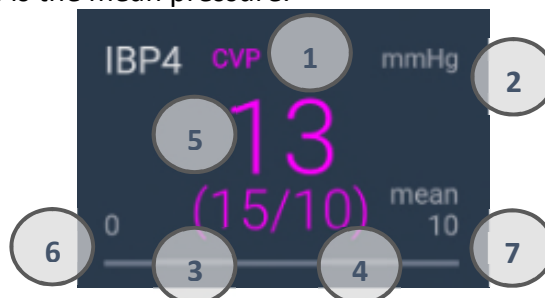 is the mean pressure.
IBP4 CVP 1 mmHg
2
5 13
(15/10) mean
6 0 10 7
3 4